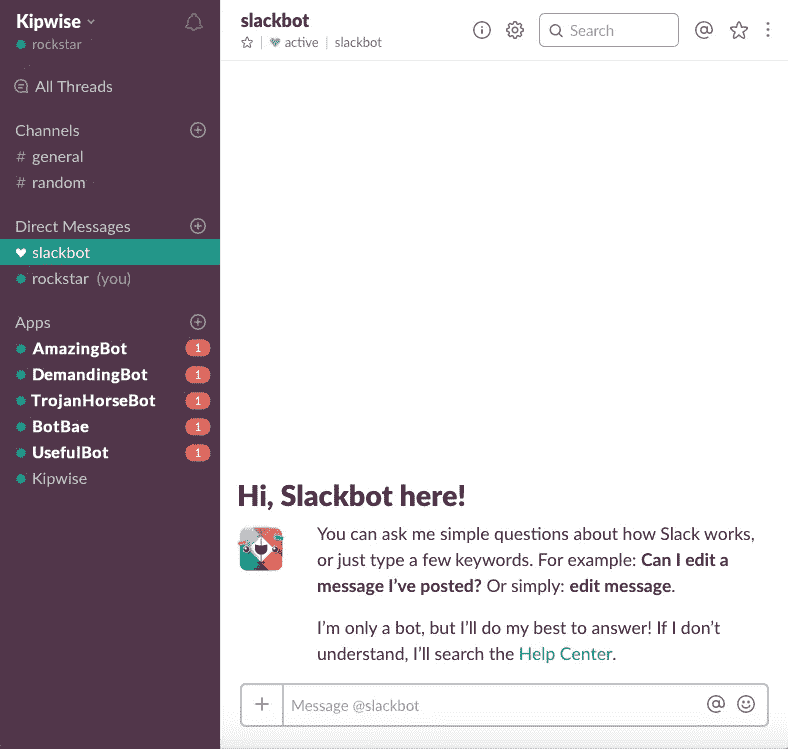 Kipwise
rockstar
All Threads
Channels
# general
# random
Direct Messages
slackbot
rockstar (you)
Apps
AmazingBot 1
DemandingBot 1
TrojanHorseBot 1
BotBae 1
UsefulBot 1
Kipwise
slackbot
active | slackbot
Search
Hi, Slackbot here!
You can ask me simple questions about how Slack works,
or just type a few keywords. For example: Can I edit a
message I’ve posted? Or simply: edit message.
I’m only a bot, but I’ll do my best to answer! If I don’t
understand, I’ll search the Help Center.
Message @slackbot